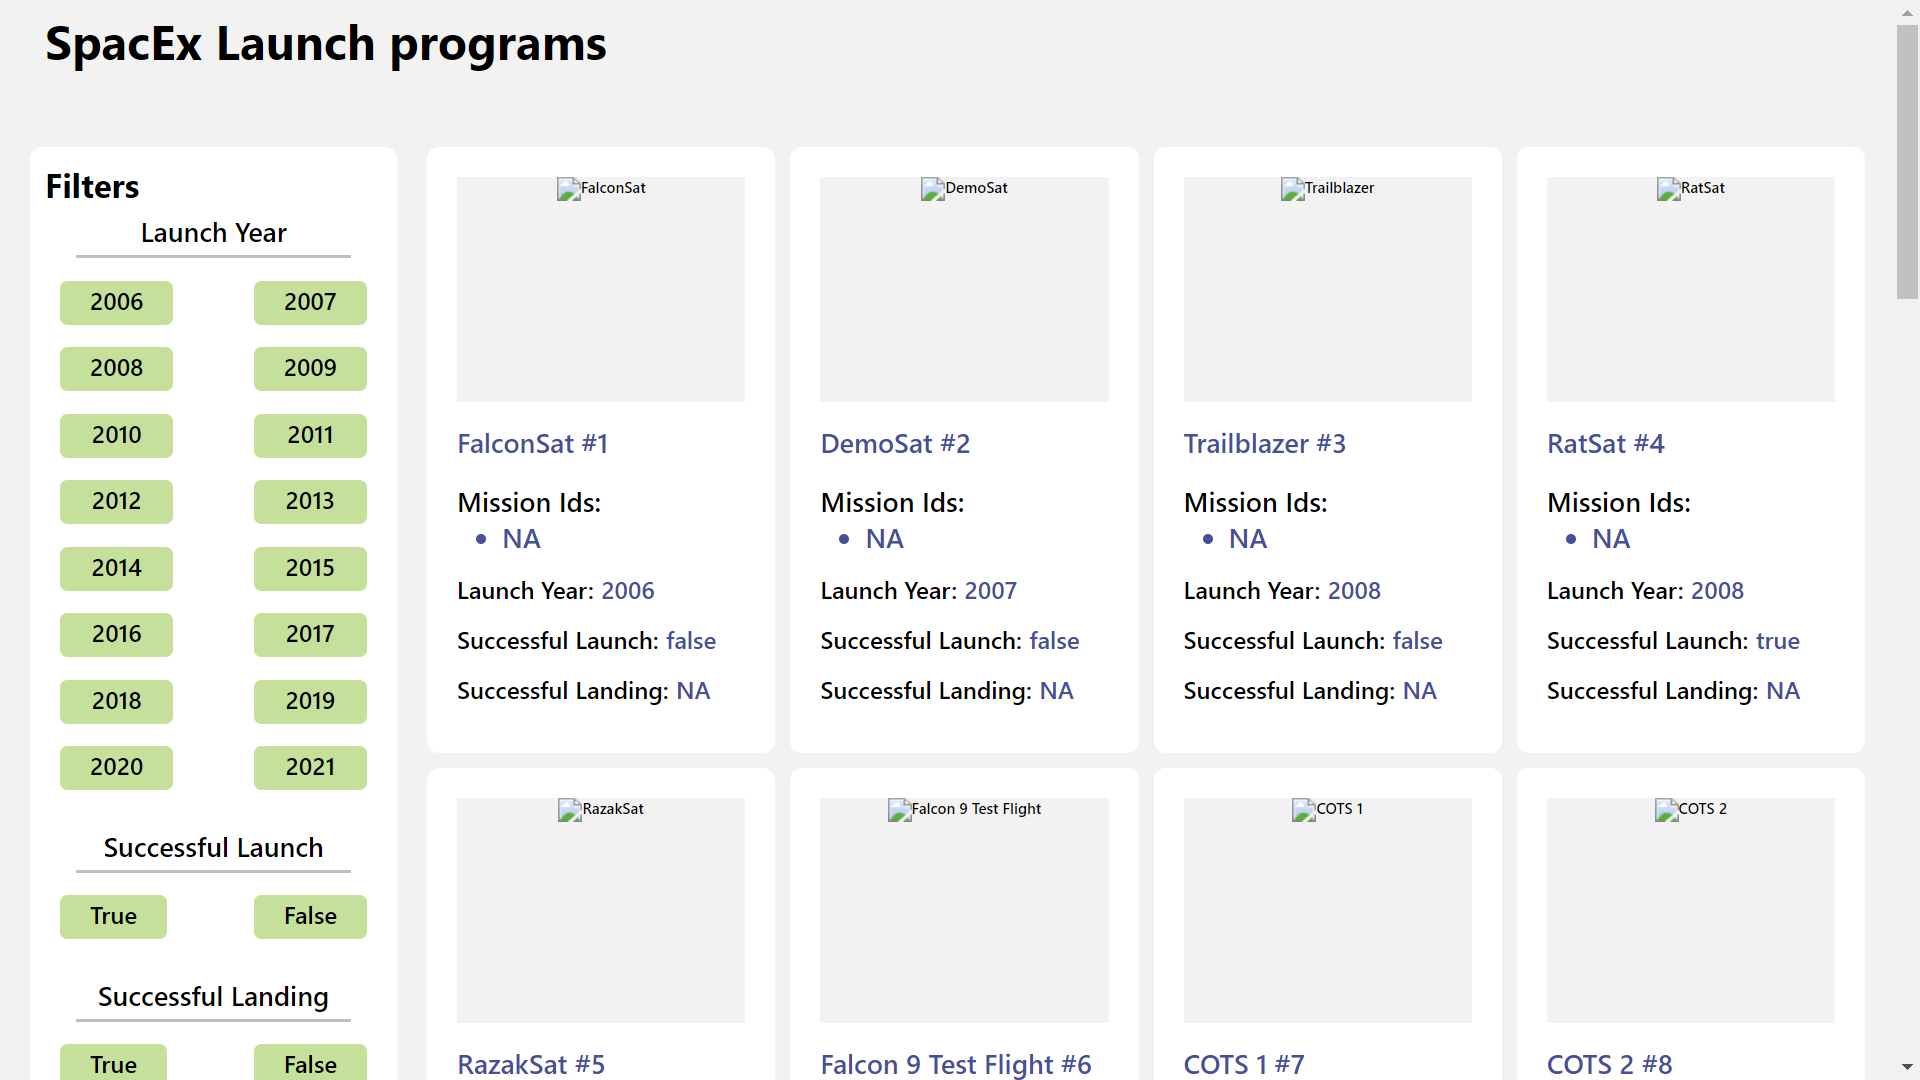 SpacEx Launch programs
Filters
Launch Year
2006 2007
2008 2009
2010 2011
2012 2013
2014 2015
2016 2017
2018 2019
2020 2021
Successful Launch
True False
Successful Landing
True False
FalconSat
FalconSat #1
Mission Ids:
• NA
Launch Year: 2006
Successful Launch: false
Successful Landing: NA
DemoSat
DemoSat #2
Mission Ids:
• NA
Launch Year: 2007
Successful Launch: false
Successful Landing: NA
Trailblazer
Trailblazer #3
Mission Ids:
• NA
Launch Year: 2008
Successful Launch: false
Successful Landing: NA
RatSat
RatSat #4
Mission Ids:
• NA
Launch Year: 2008
Successful Launch: true
Successful Landing: NA
RazakSat
RazakSat #5
Falcon 9 Test Flight
Falcon 9 Test Flight #6
COTS 1
COTS 1 #7
COTS 2
COTS 2 #8